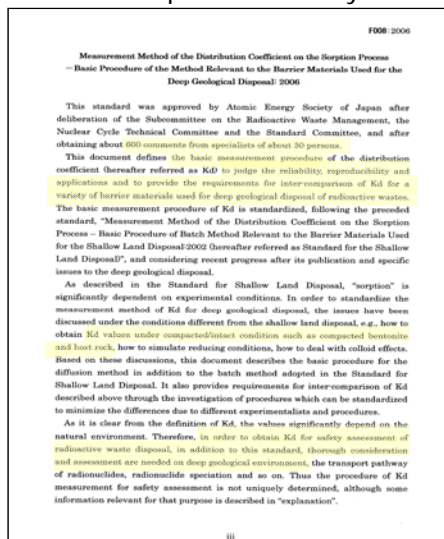 F008:2006
Measurement Method of the Distribution Coefficient on the Sorption Process
– Basic Procedure of the Method Relevant to the Barrier Materials Used for the
Deep Geological Disposal: 2006
This standard was approved by Atomic Energy Society of Japan after
deliberation of the Subcommittee on the Radioactive Waste Management, the
Nuclear Cycle Technical Committee and the Standard Committee, and after
obtaining about 600 comments from specialists of about 30 persons.
This document defines the basic measurement procedure of the distribution
coefficient (hereafter referred as Kd) to judge the reliability, reproducibility and
applications and to provide the requirements for inter-comparison of Kd for a
variety of barrier materials used for deep geological disposal of radioactive wastes.
The basic measurement procedure of Kd is standardized, following the preceded
standard, "Measurement Method of the Distribution Coefficient on the Sorption
Process – Basic Procedure of Batch Method Relevant to the Barrier Materials Used
for the Shallow Land Disposal:2002 (hereafter referred as Standard for the Shallow
Land Disposal)", and considering recent progress after its publication and specific
issues to the deep geological disposal.
As described in the Standard for Shallow Land Disposal, "sorption" is
significantly dependent on experimental conditions. In order to standardize the
measurement method of Kd for deep geological disposal, the issues have been
discussed under the conditions different from the shallow land disposal, e.g., how to
obtain Kd values under compacted/intact condition such as compacted bentonite
and host rock, how to simulate reducing conditions, how to deal with colloid effects.
Based on these discussions, this document describes the basic procedure for the
diffusion method in addition to the batch method adopted in the Standard for
Shallow Land Disposal. It also provides requirements for inter-comparison of Kd
described above through the investigation of procedures which can be standardized
to minimize the differences due to different experimentalists and procedures.
As it is clear from the definition of Kd, the values significantly depend on the
natural environment. Therefore, in order to obtain Kd for safety assessment of
radioactive waste disposal, in addition to this standard, thorough consideration
and assessment are needed on deep geological environment, the transport pathway
of radionuclides, radionuclide speciation and so on. Thus the procedure of Kd
measurement for safety assessment is not uniquely determined, although some
information relevant for that purpose is described in "explanation".
iii